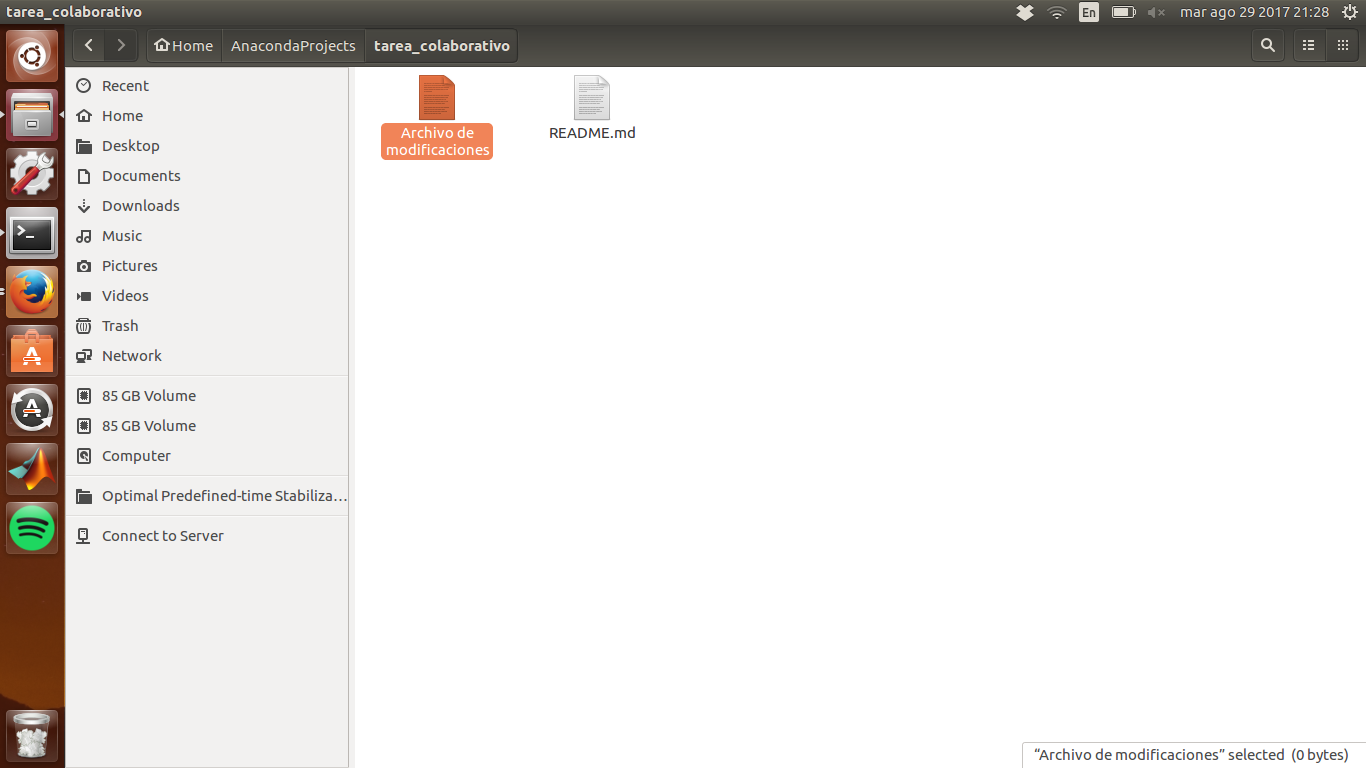 tarea_colaborativo
En
mar ago 29 2017 21:28
Home
AnacondaProjects
tarea_colaborativo
Recent
Home
Desktop
Documents
Downloads
Music
Pictures
Videos
Trash
Network
85 GB Volume
85 GB Volume
Computer
Optimal Predefined-time Stabiliza...
Connect to Server
Archivo de
modificaciones
README.md
“Archivo de modificaciones” selected (0 bytes)